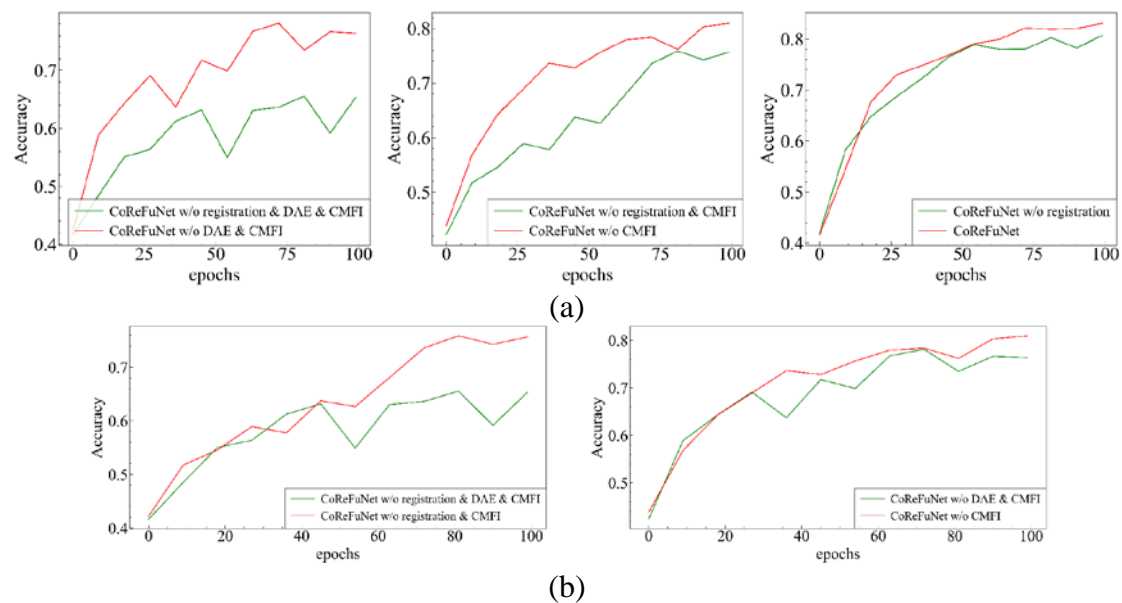 Accuracy
0.7
0.6
0.5
0.4
CoReFuNet w/o registration & DAE & CMFI
CoReFuNet w/o DAE & CMFI
0 25 50 75 100
epochs
Accuracy
0.8
0.7
0.6
0.5
CoReFuNet w/o registration & CMFI
CoReFuNet w/o CMFI
0 25 50 75 100
epochs
Accuracy
0.8
0.7
0.6
0.5
0.4
CoReFuNet w/o registration
CoReFuNet
0 25 50 75 100
epochs
(a)
Accuracy
0.7
0.6
0.5
0.4
CoReFuNet w/o registration & DAE & CMFI
CoReFuNet w/o registration & CMFI
0 20 40 60 80 100
epochs
Accuracy
0.8
0.7
0.6
0.5
CoReFuNet w/o DAE & CMFI
CoReFuNet w/o CMFI
0 20 40 60 80 100
epochs
(b)